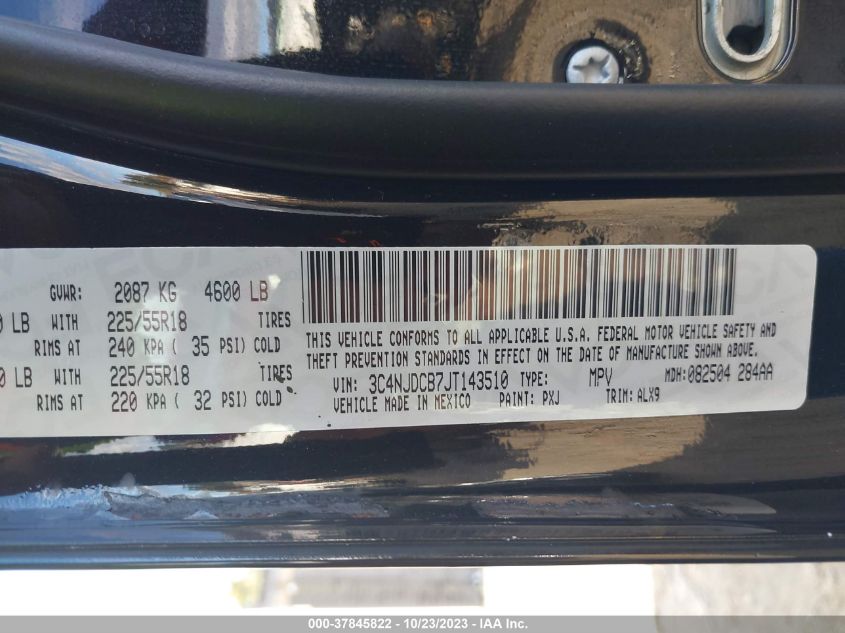 GVWR: 2087 KG 4600 LB
LB WITH 225/55R18 TIRES
RIMS AT 240 KPA ( 35 PSI) COLD
LB WITH 225/55R18 TIRES
RIMS AT 220 KPA ( 32 PSI) COLD
THIS VEHICLE CONFORMS TO ALL APPLICABLE U.S.A. FEDERAL MOTOR VEHICLE SAFETY AND
THEFT PREVENTION STANDARDS IN EFFECT ON THE DATE OF MANUFACTURE SHOWN ABOVE.
VIN: 3C4NJDCB7JT143510 TYPE: MPV MDH:082504 284AA
VEHICLE MADE IN MEXICO PAINT: PXJ TRIM:ALX9
000-37845822 - 10/23/2023 - IAA Inc.